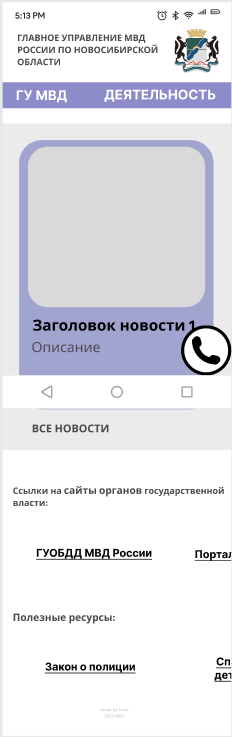 5:13 PM
ГЛАВНОЕ УПРАВЛЕНИЕ МВД
РОССИИ ПО НОВОСИБИРСКОЙ
ОБЛАСТИ
ГУ МВД ДЕЯТЕЛЬНОСТЬ
Заголовок новости 1
Описание
ВСЕ НОВОСТИ
Ссылки на сайты органов государственной
власти:
ГУОБДД МВД России Портал
Полезные ресурсы:
Закон о полиции